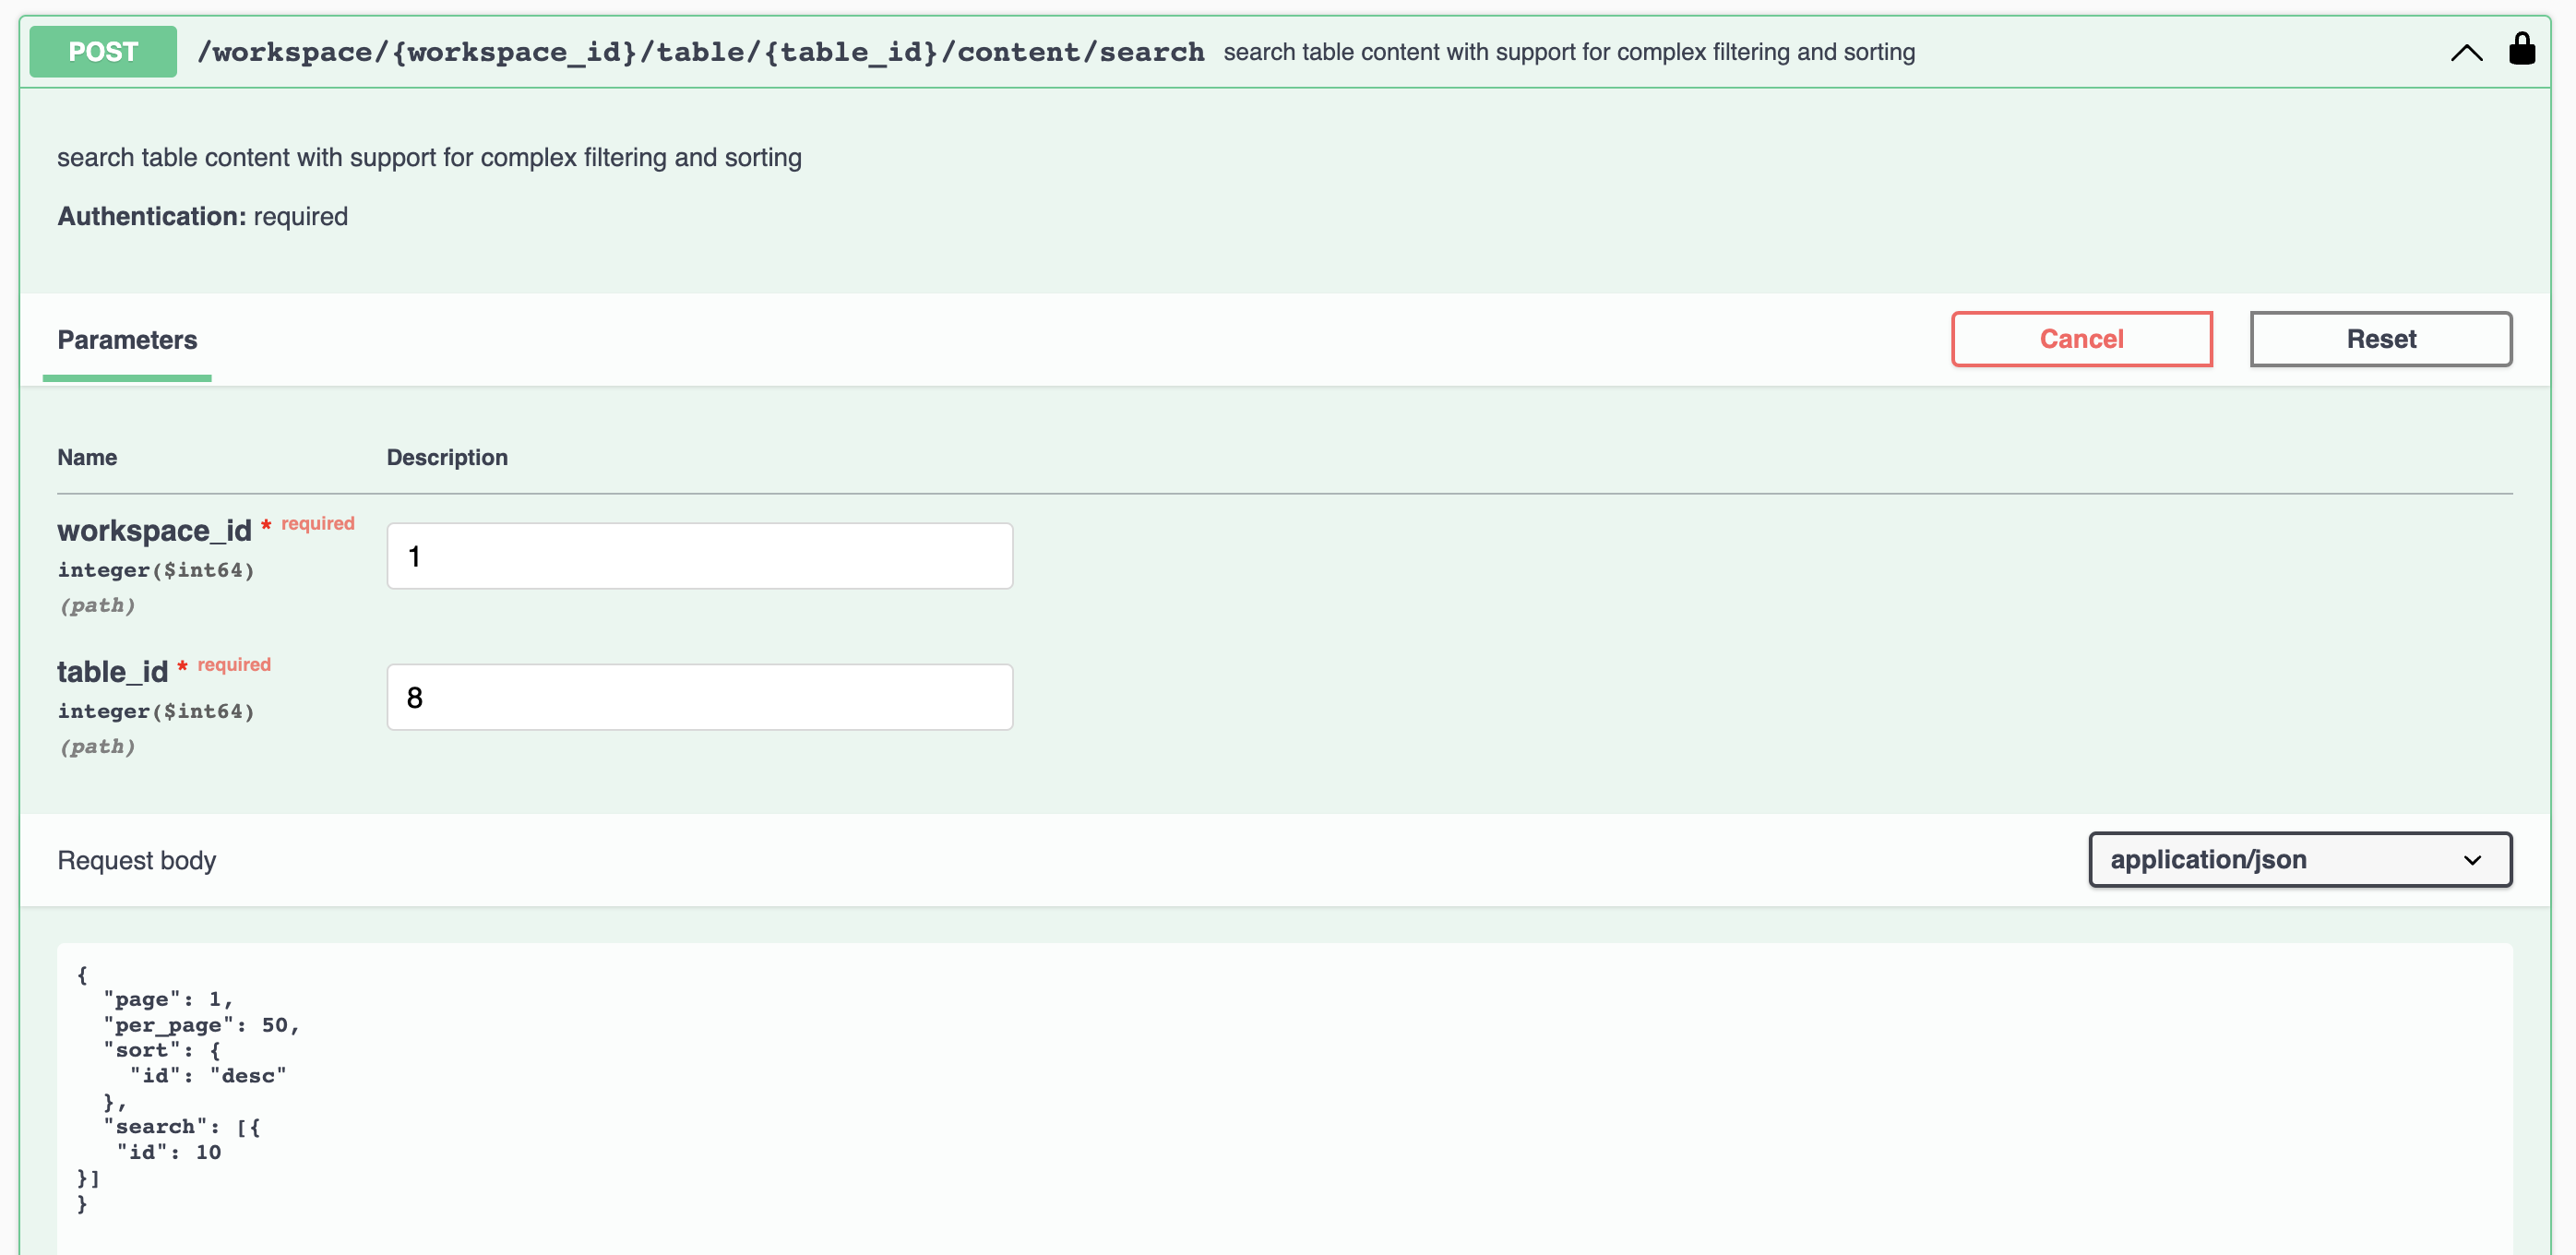 POST /workspace/{workspace_id}/table/{table_id}/content/search search table content with support for complex filtering and sorting
search table content with support for complex filtering and sorting
Authentication: required
Parameters
Cancel
Reset
Name Description
workspace_id * required
integer($int64)
(path)
1
table_id * required
integer($int64)
(path)
8
Request body
application/json
{
  "page": 1,
  "per_page": 50,
  "sort": {
    "id": "desc"
  },
  "search": [{
   "id": 10
}]
}